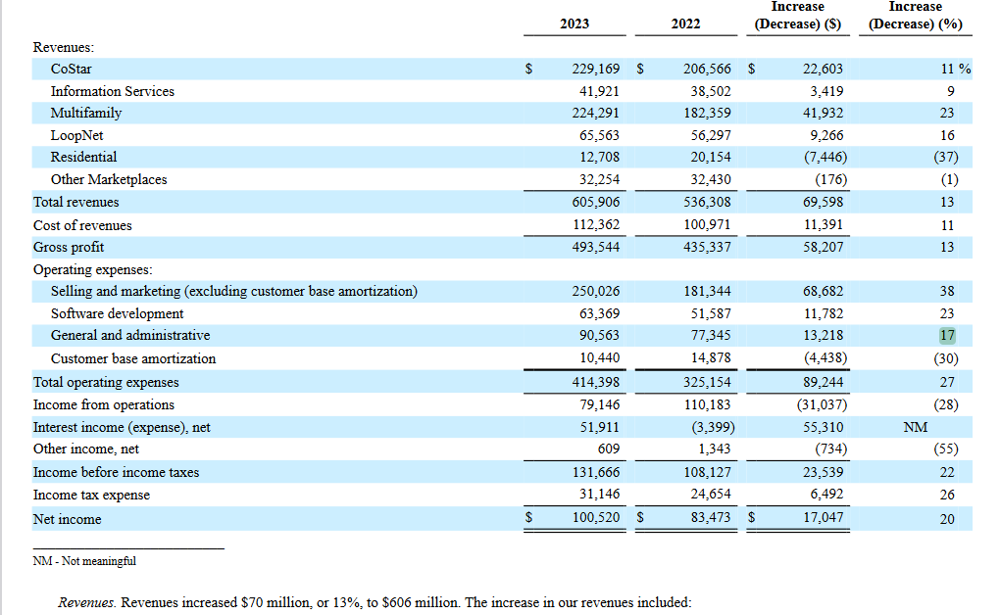 Increase Increase
2023 2022 (Decrease) ($) (Decrease) (%)
Revenues:
CoStar $ 229,169 $ 206,566 $ 22,603 11 %
Information Services 41,921 38,502 3,419 9
Multifamily 224,291 182,359 41,932 23
LoopNet 65,563 56,297 9,266 16
Residential 12,708 20,154 (7,446) (37)
Other Marketplaces 32,254 32,430 (176) (1)
Total revenues 605,906 536,308 69,598 13
Cost of revenues 112,362 100,971 11,391 11
Gross profit 493,544 435,337 58,207 13
Operating expenses:
Selling and marketing (excluding customer base amortization) 250,026 181,344 68,682 38
Software development 63,369 51,587 11,782 23
General and administrative 90,563 77,345 13,218 17
Customer base amortization 10,440 14,878 (4,438) (30)
Total operating expenses 414,398 325,154 89,244 27
Income from operations 79,146 110,183 (31,037) (28)
Interest income (expense), net 51,911 (3,399) 55,310 NM
Other income, net 609 1,343 (734) (55)
Income before income taxes 131,666 108,127 23,539 22
Income tax expense 31,146 24,654 6,492 26
Net income $ 100,520 $ 83,473 $ 17,047 20
NM - Not meaningful
Revenues. Revenues increased $70 million, or 13%, to $606 million. The increase in our revenues included: